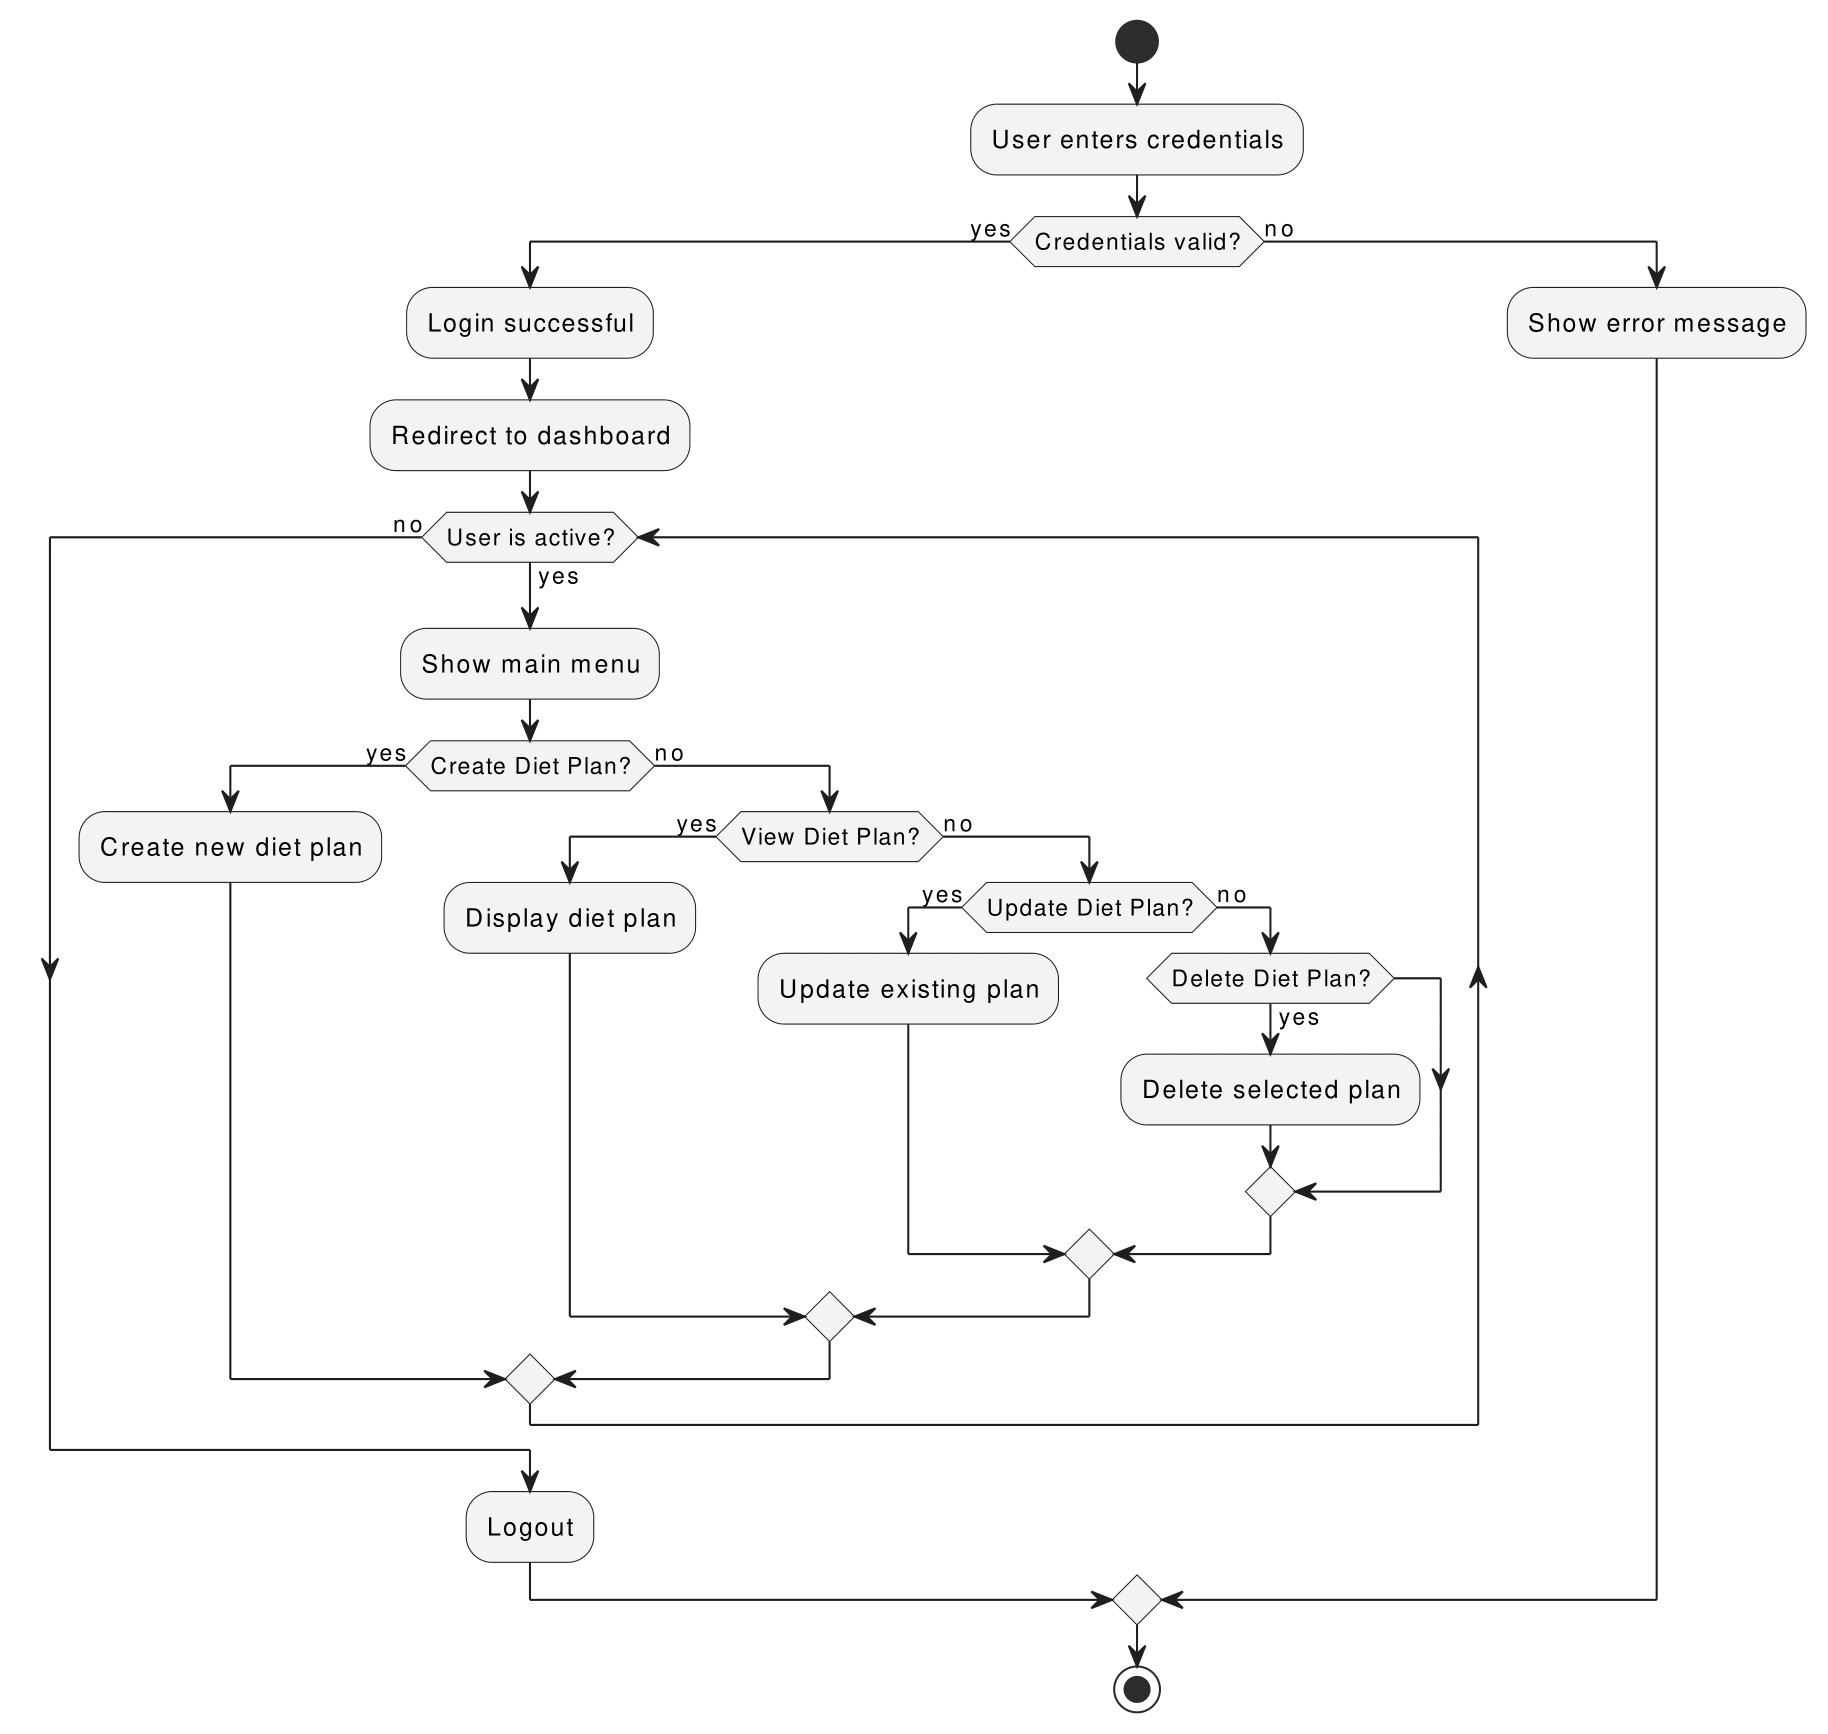 User enters credentials
yes
Credentials valid?
no
Login successful
Show error message
Redirect to dashboard
no
User is active?
yes
Show main menu
yes
Create Diet Plan?
no
Create new diet plan
yes
View Diet Plan?
no
Display diet plan
yes
Update Diet Plan?
no
Update existing plan
Delete Diet Plan?
yes
Delete selected plan
Logout